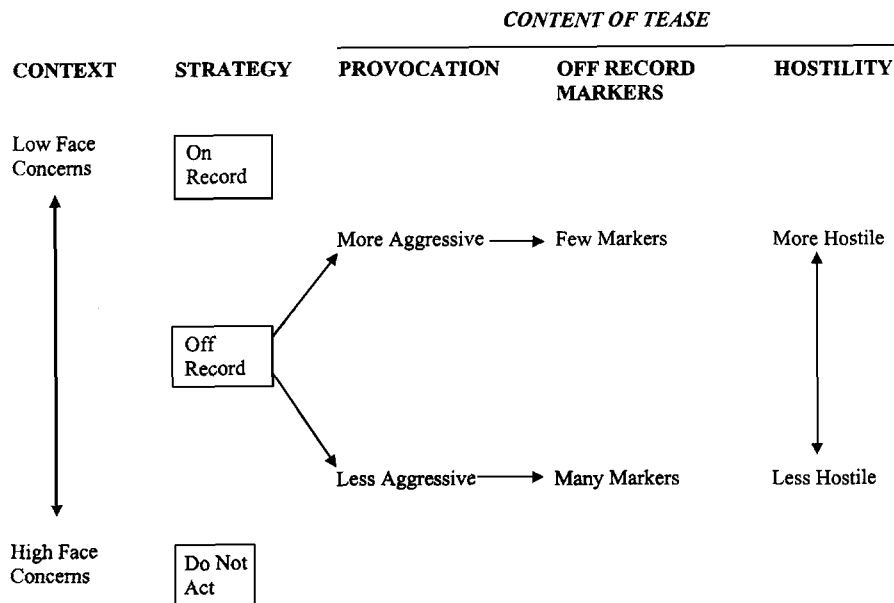 CONTENT OF TEASE
CONTEXT STRATEGY PROVOCATION OFF RECORD HOSTILITY
MARKERS
Low Face
Concerns
On
Record
More Aggressive Few Markers More Hostile
Off
Record
Less Aggressive Many Markers Less Hostile
High Face
Concerns
Do Not
Act